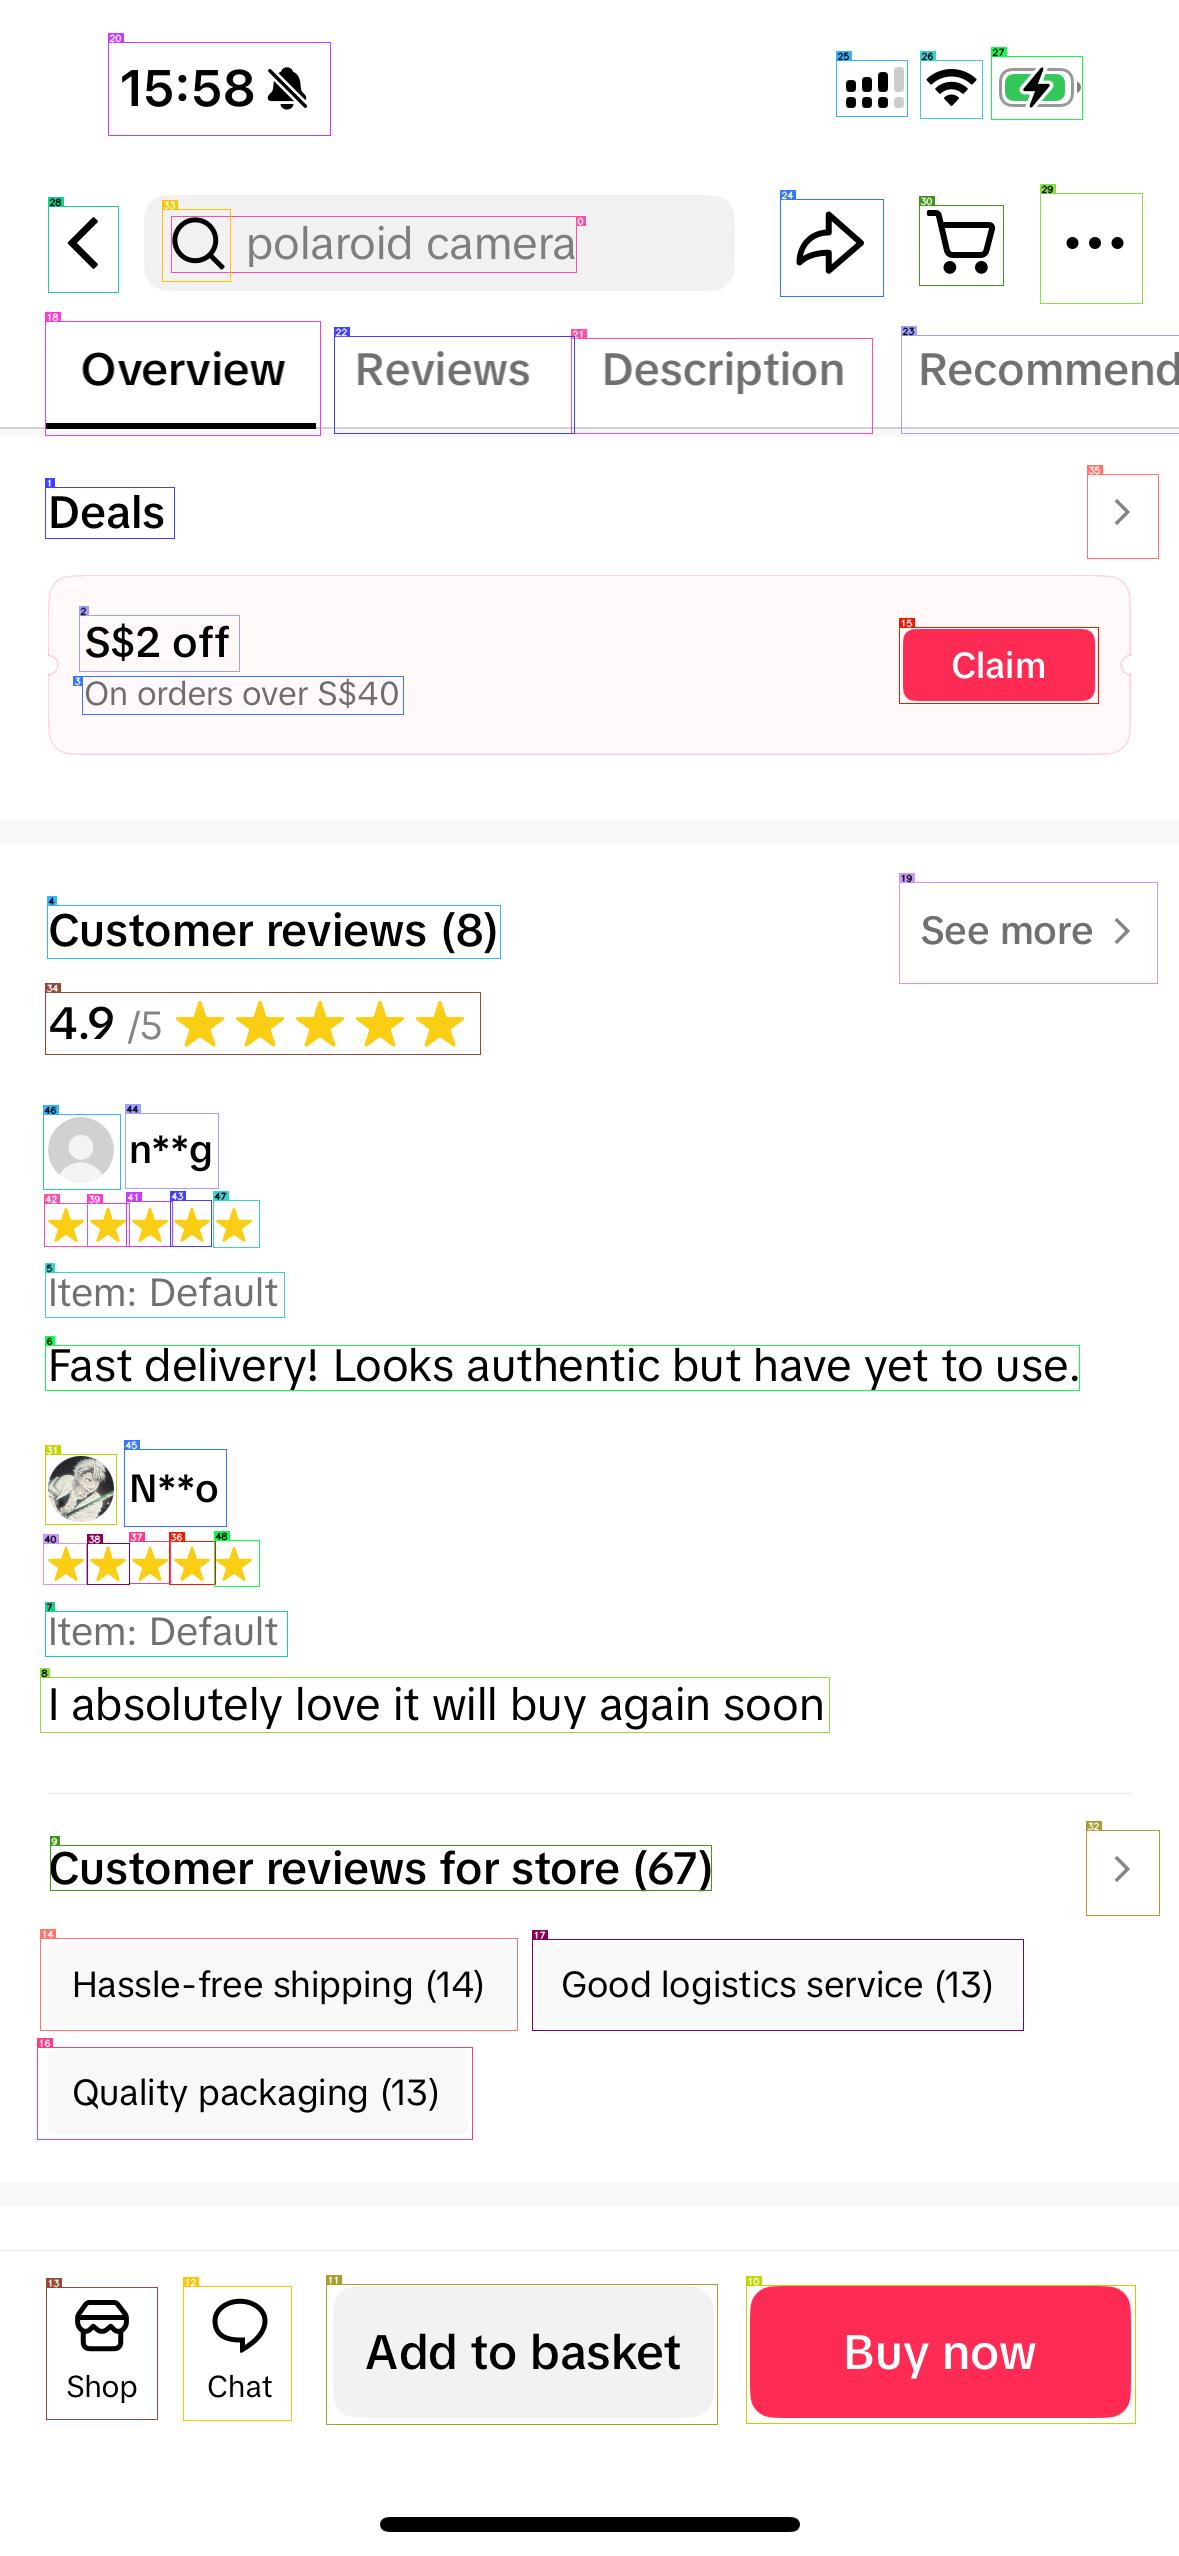 15:58
polaroid camera
Overview Reviews Description Recommend
Deals
S$2 off
On orders over S$40
Claim
Customer reviews (8)
See more
4.9 /5
n**g
Item: Default
Fast delivery! Looks authentic but have yet to use.
N**o
Item: Default
I absolutely love it will buy again soon
Customer reviews for store (67)
Hassle-free shipping (14)
Good logistics service (13)
Quality packaging (13)
Shop
Chat
Add to basket
Buy now